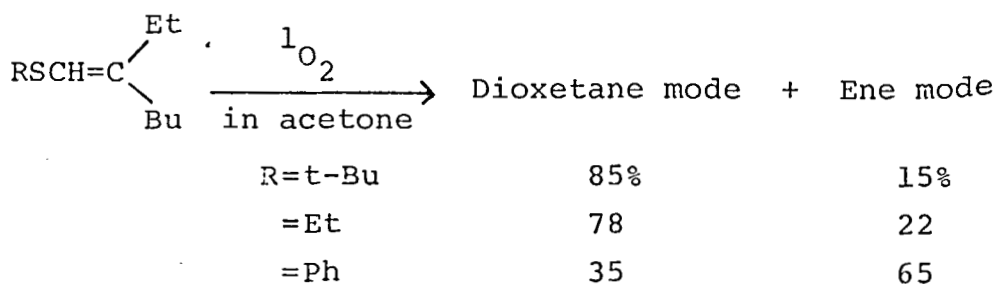 Et
RSCH=C
Bu
1O2
in acetone
Dioxetane mode + Ene mode
R=t-Bu 85% 15%
=Et 78 22
=Ph 35 65